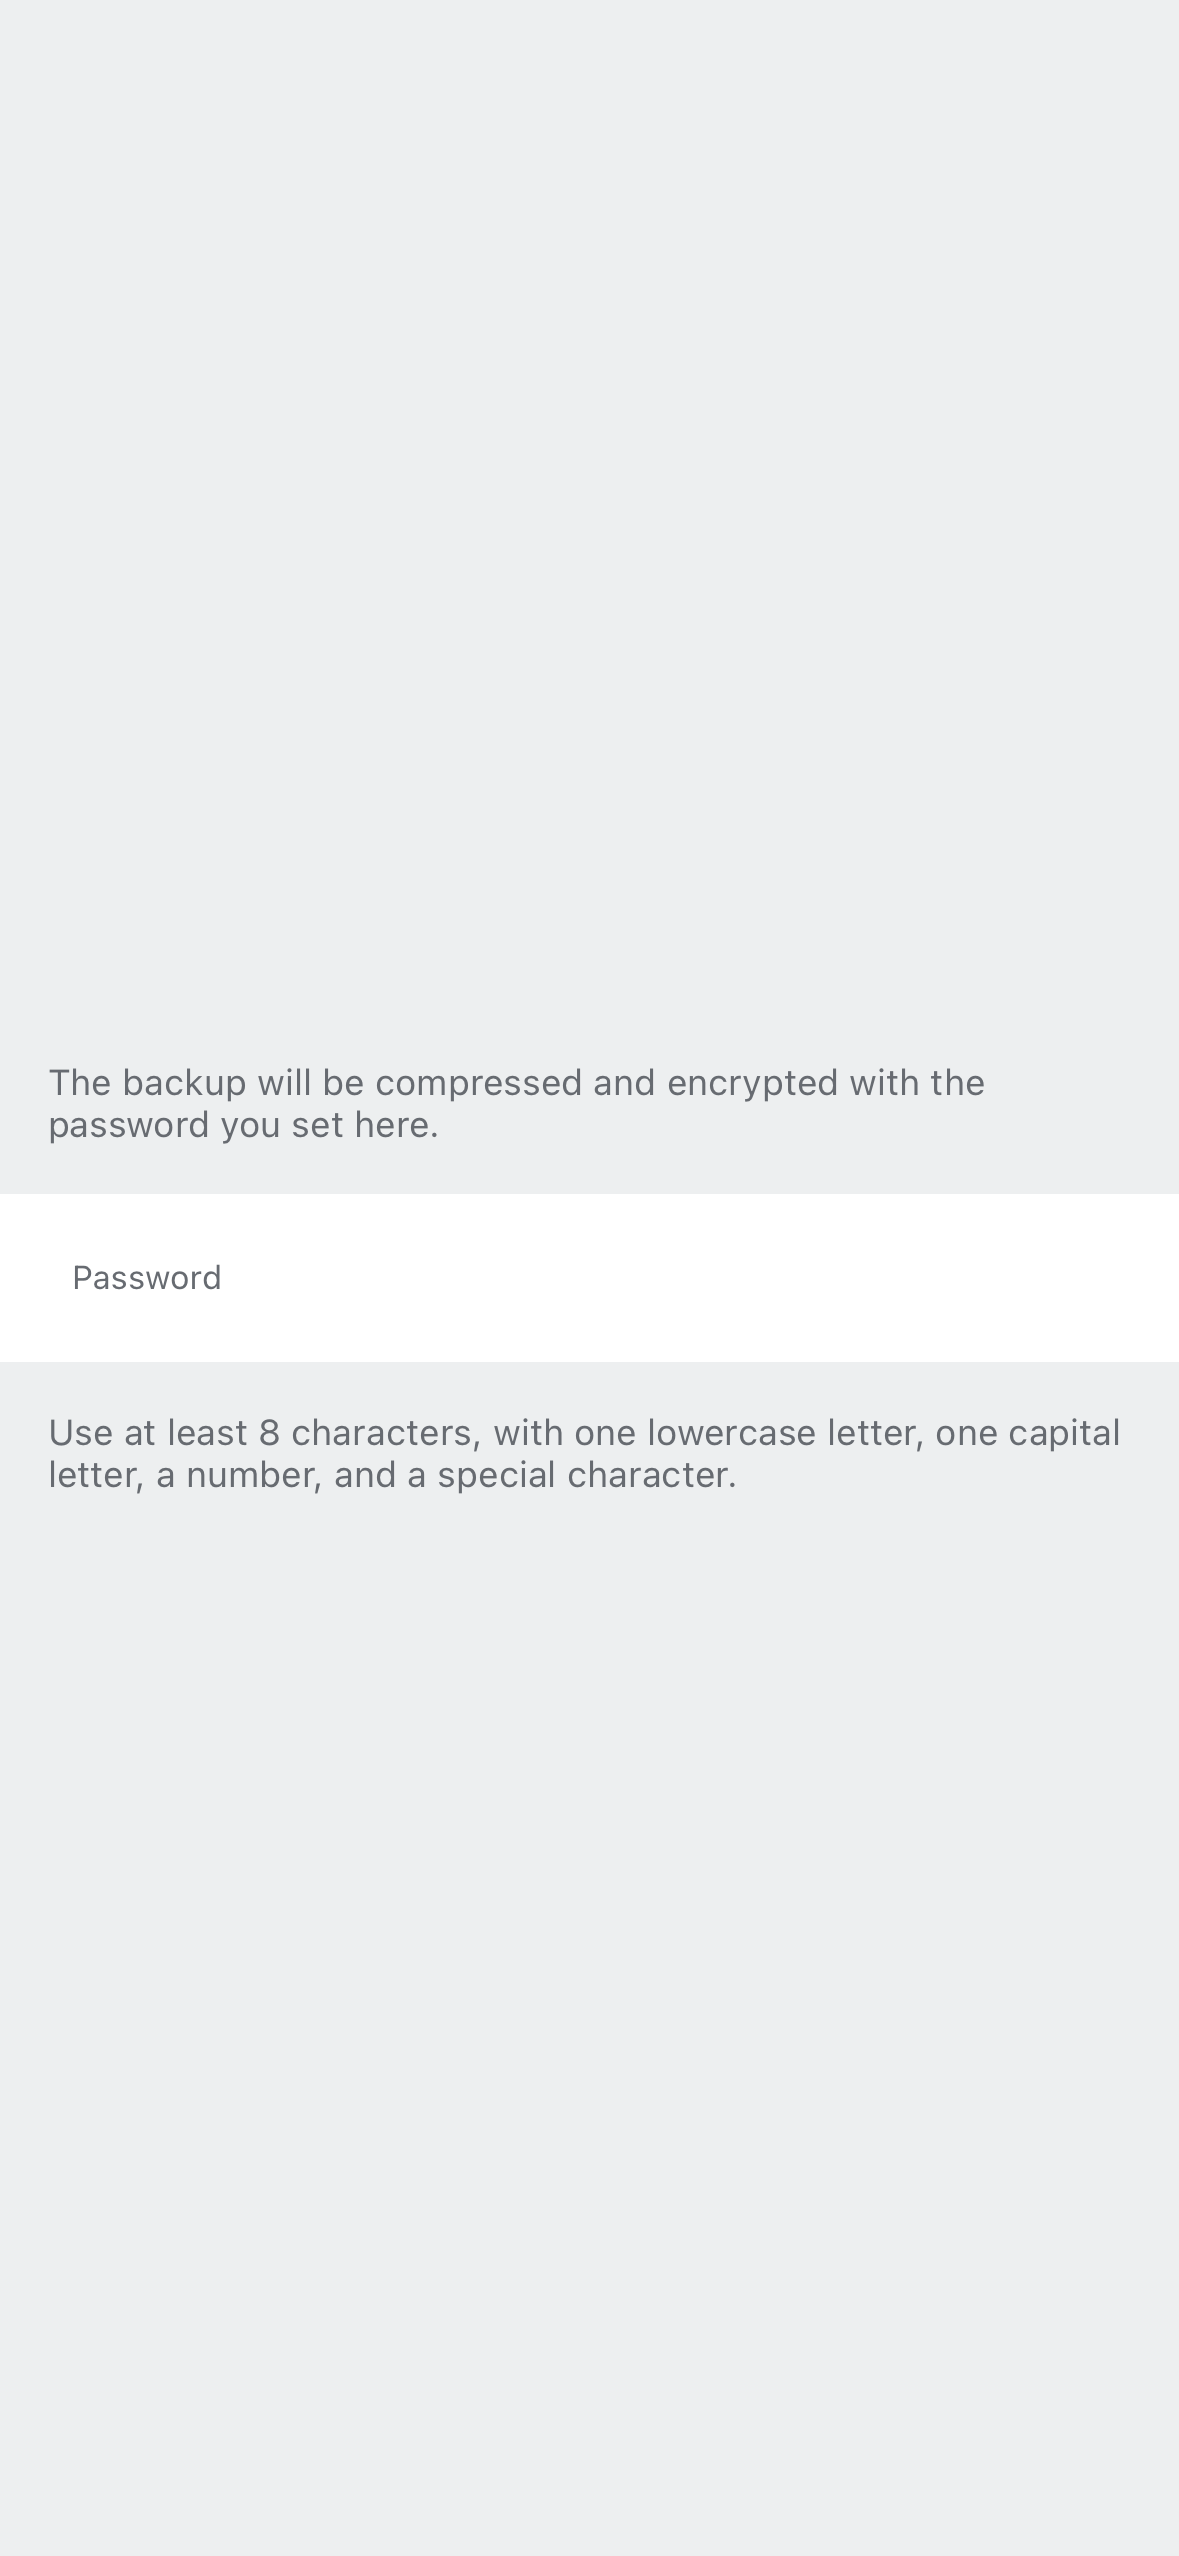 The backup will be compressed and encrypted with the
password you set here.
Password
Use at least 8 characters, with one lowercase letter, one capital
letter, a number, and a special character.